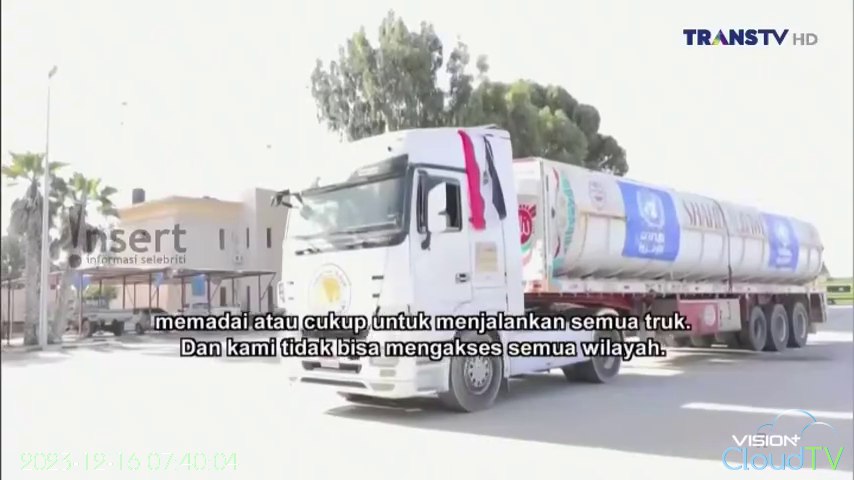 TRANSTV HD
insert
informasi selebriti
memadai atau cukup untuk menjalankan semua truk.
Dan kami tidak bisa mengakses semua wilayah.
VISION+
CloudTV